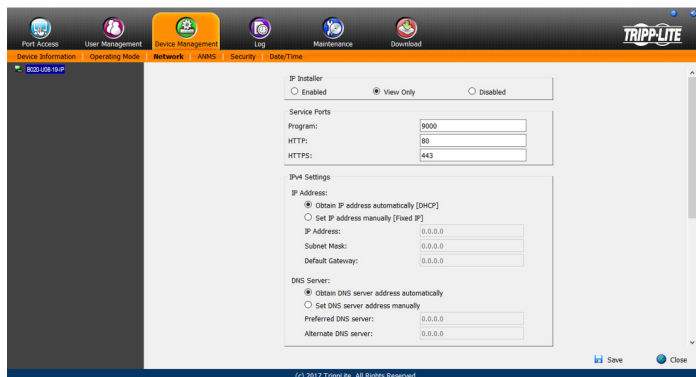 Port Access User Management Device Management Log Maintenance Download
TRIPP·LITE
Device Information Operating Mode Network ANMS Security Date/Time
B020-U08-19-IP
IP Installer
Enabled View Only Disabled
Service Ports
Program: 9000
HTTP: 80
HTTPS: 443
IPv4 Settings
IP Address:
Obtain IP address automatically [DHCP]
Set IP address manually [Fixed IP]
IP Address: 0.0.0.0
Subnet Mask: 0.0.0.0
Default Gateway: 0.0.0.0
DNS Server:
Obtain DNS server address automatically
Set DNS server address manually
Preferred DNS server: 0.0.0.0
Alternate DNS server: 0.0.0.0
Save Close
(c) 2017 TrippLite. All Rights Reserved.